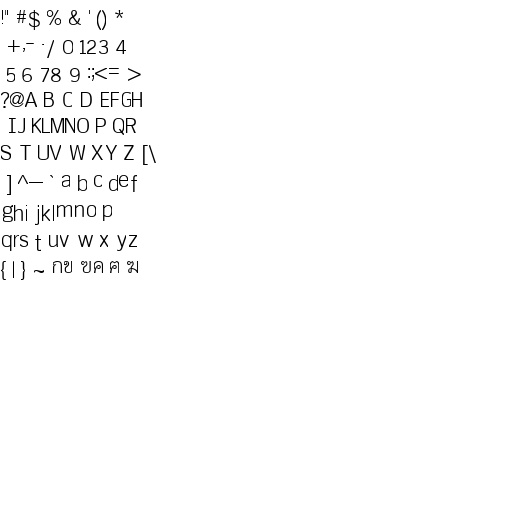 !" #$ % & ' () *
+,- ./ 0 123 4
5 6 78 9 :;<= >
?@A B C D EFGH
IJ KLMNO P QR
S T UV W XY Z [\
] ^— ` a b c def
ghi jklmno p
qrs t uv w x yz
{ | } ~ กข ฃค ฅ ฆ